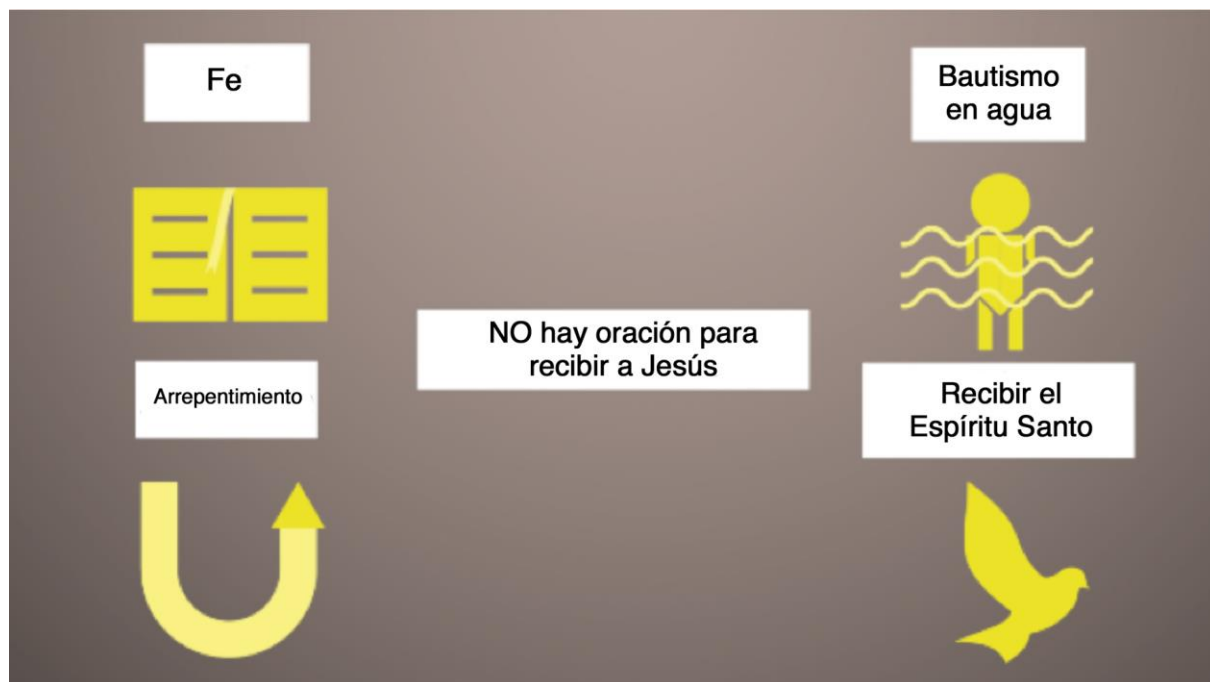 Fe
Bautismo
en agua
NO hay oración para
recibir a Jesús
Arrepentimiento
Recibir el
Espíritu Santo